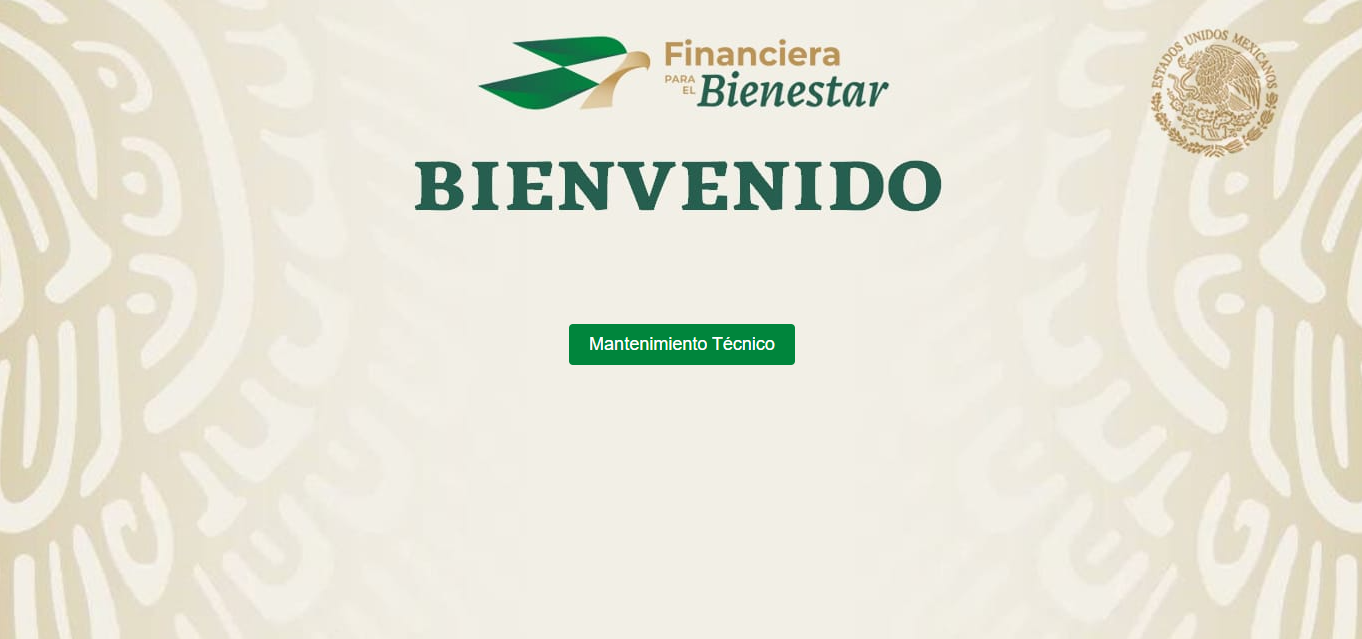 Financiera
PARA
EL
Bienestar
ESTADOS UNIDOS MEXICANOS
BIENVENIDO
Mantenimiento Técnico